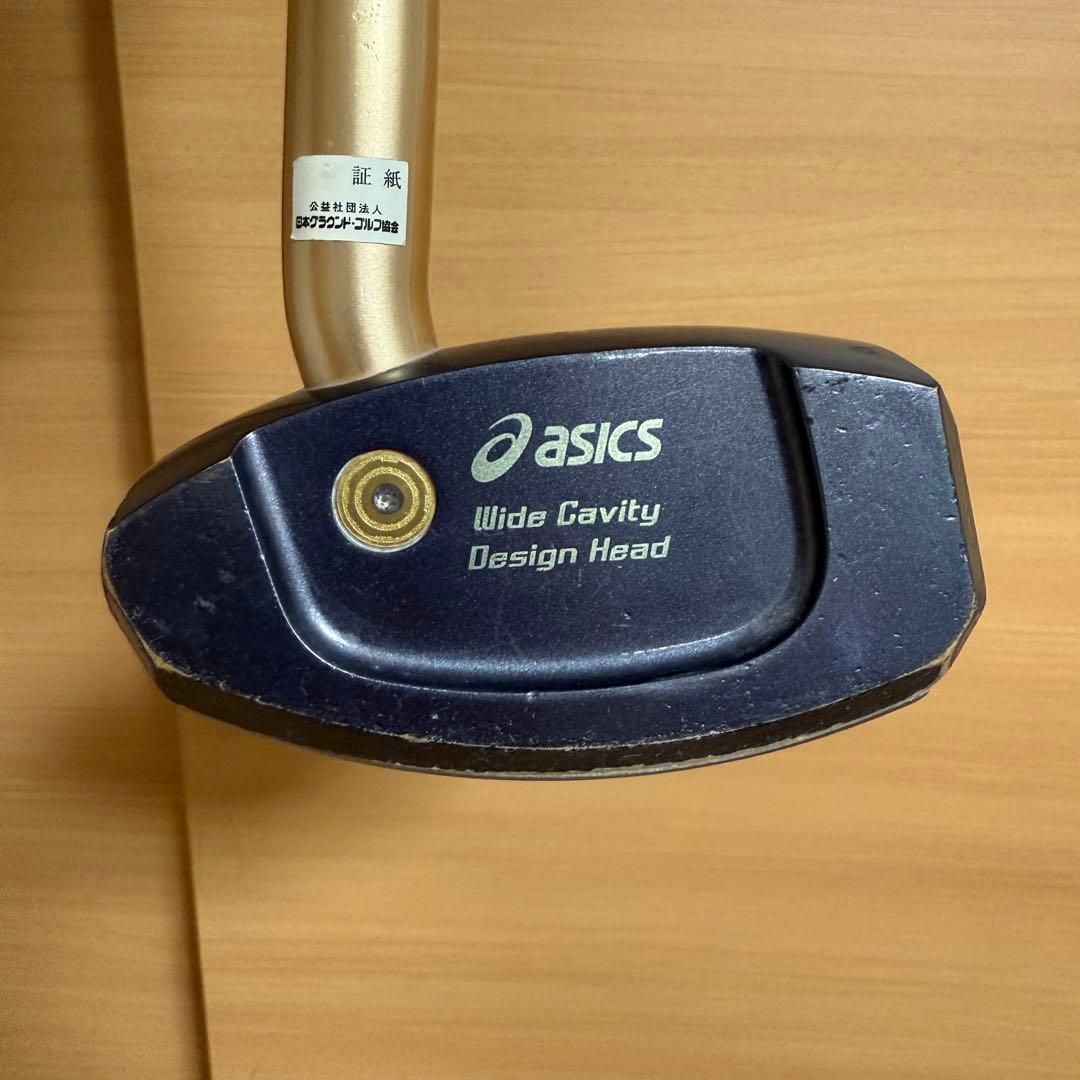 証紙
公益社団法人
日本グラウンド・ゴルフ協会
asics
Wide Cavity
Design Head